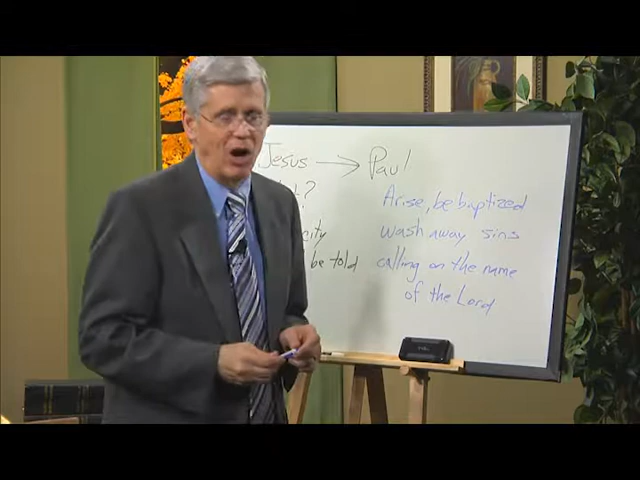 Jesus → Paul
?
Arise, be baptized
city
wash away sins
be told
calling on the name
of the Lord